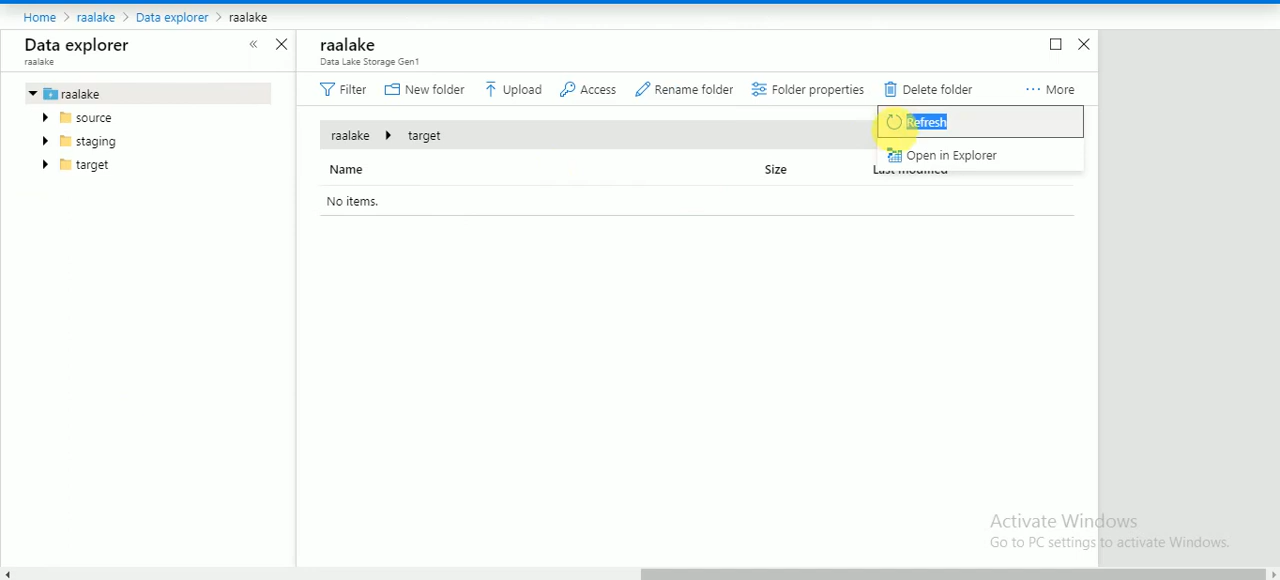 Home > raalake > Data explorer > raalake
Data explorer
raalake
raalake
source
staging
target
raalake
Data Lake Storage Gen1
Filter New folder Upload Access Rename folder Folder properties Delete folder ··· More
Refresh
Open in Explorer
raalake target
Name Size Last modified
No items.
Activate Windows
Go to PC settings to activate Windows.